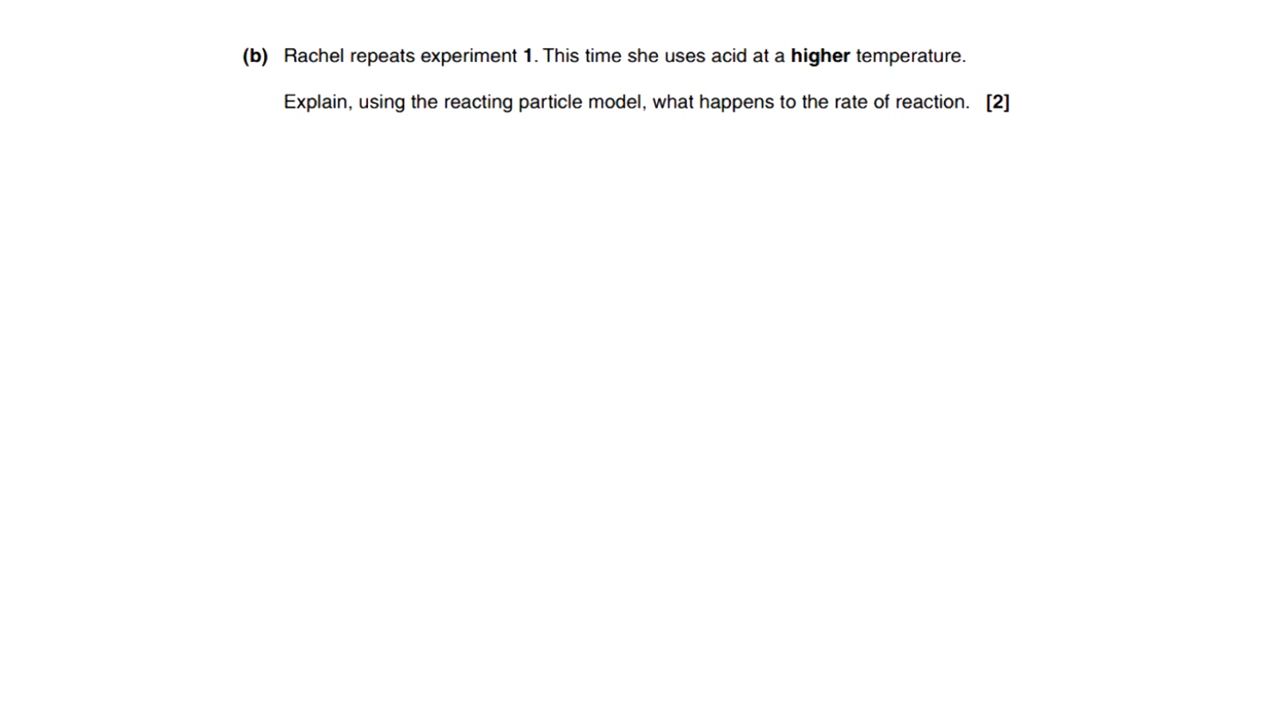 (b) Rachel repeats experiment 1. This time she uses acid at a higher temperature.
Explain, using the reacting particle model, what happens to the rate of reaction. [2]